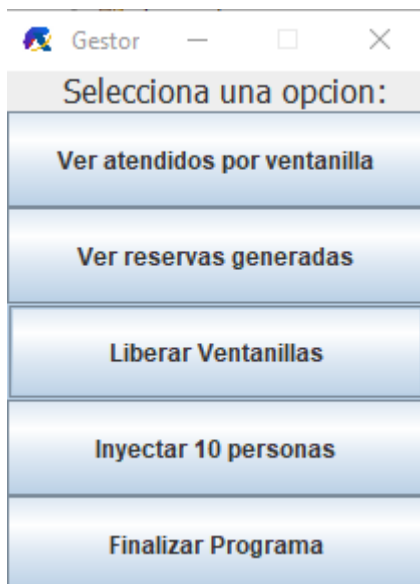 Gestor
Selecciona una opcion:
Ver atendidos por ventanilla
Ver reservas generadas
Liberar Ventanillas
Inyectar 10 personas
Finalizar Programa